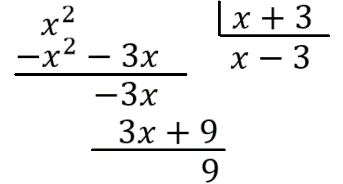 x² x + 3
−x² − 3x x − 3
−3x
3x + 9
9